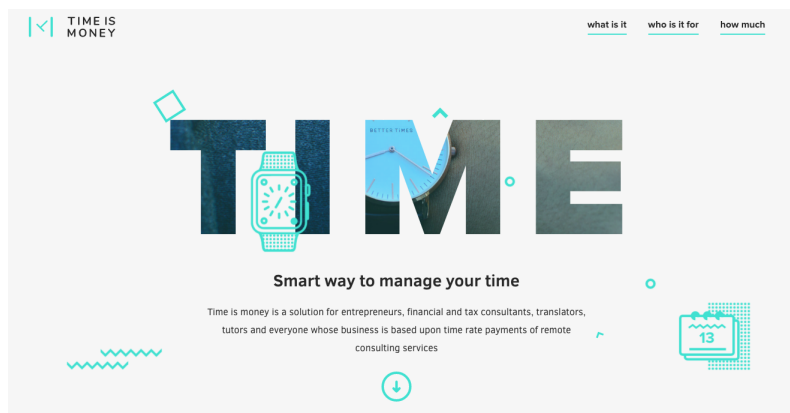 TIME IS
MONEY
what is it
who is it for
how much
TIME
BETTER TIMES
Smart way to manage your time
Time is money is a solution for entrepreneurs, financial and tax consultants, translators,
tutors and everyone whose business is based upon time rate payments of remote
consulting services
13